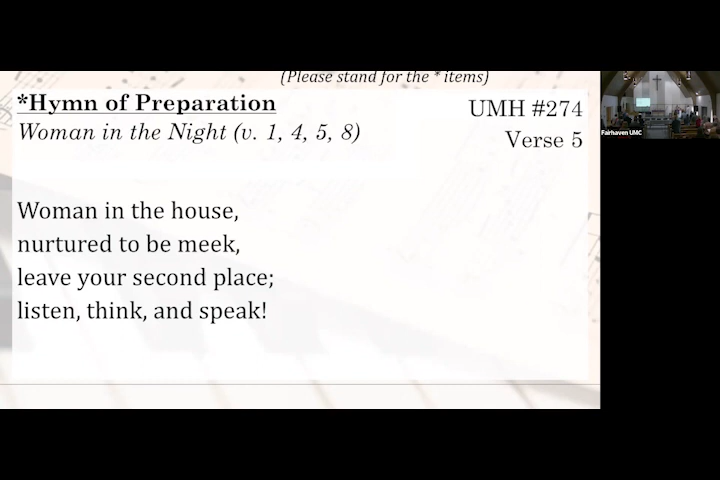 (Please stand for the * items)
*Hymn of Preparation
UMH #274
Woman in the Night (v. 1, 4, 5, 8)
Verse 5
Woman in the house,
nurtured to be meek,
leave your second place;
listen, think, and speak!
Fairhaven UMC